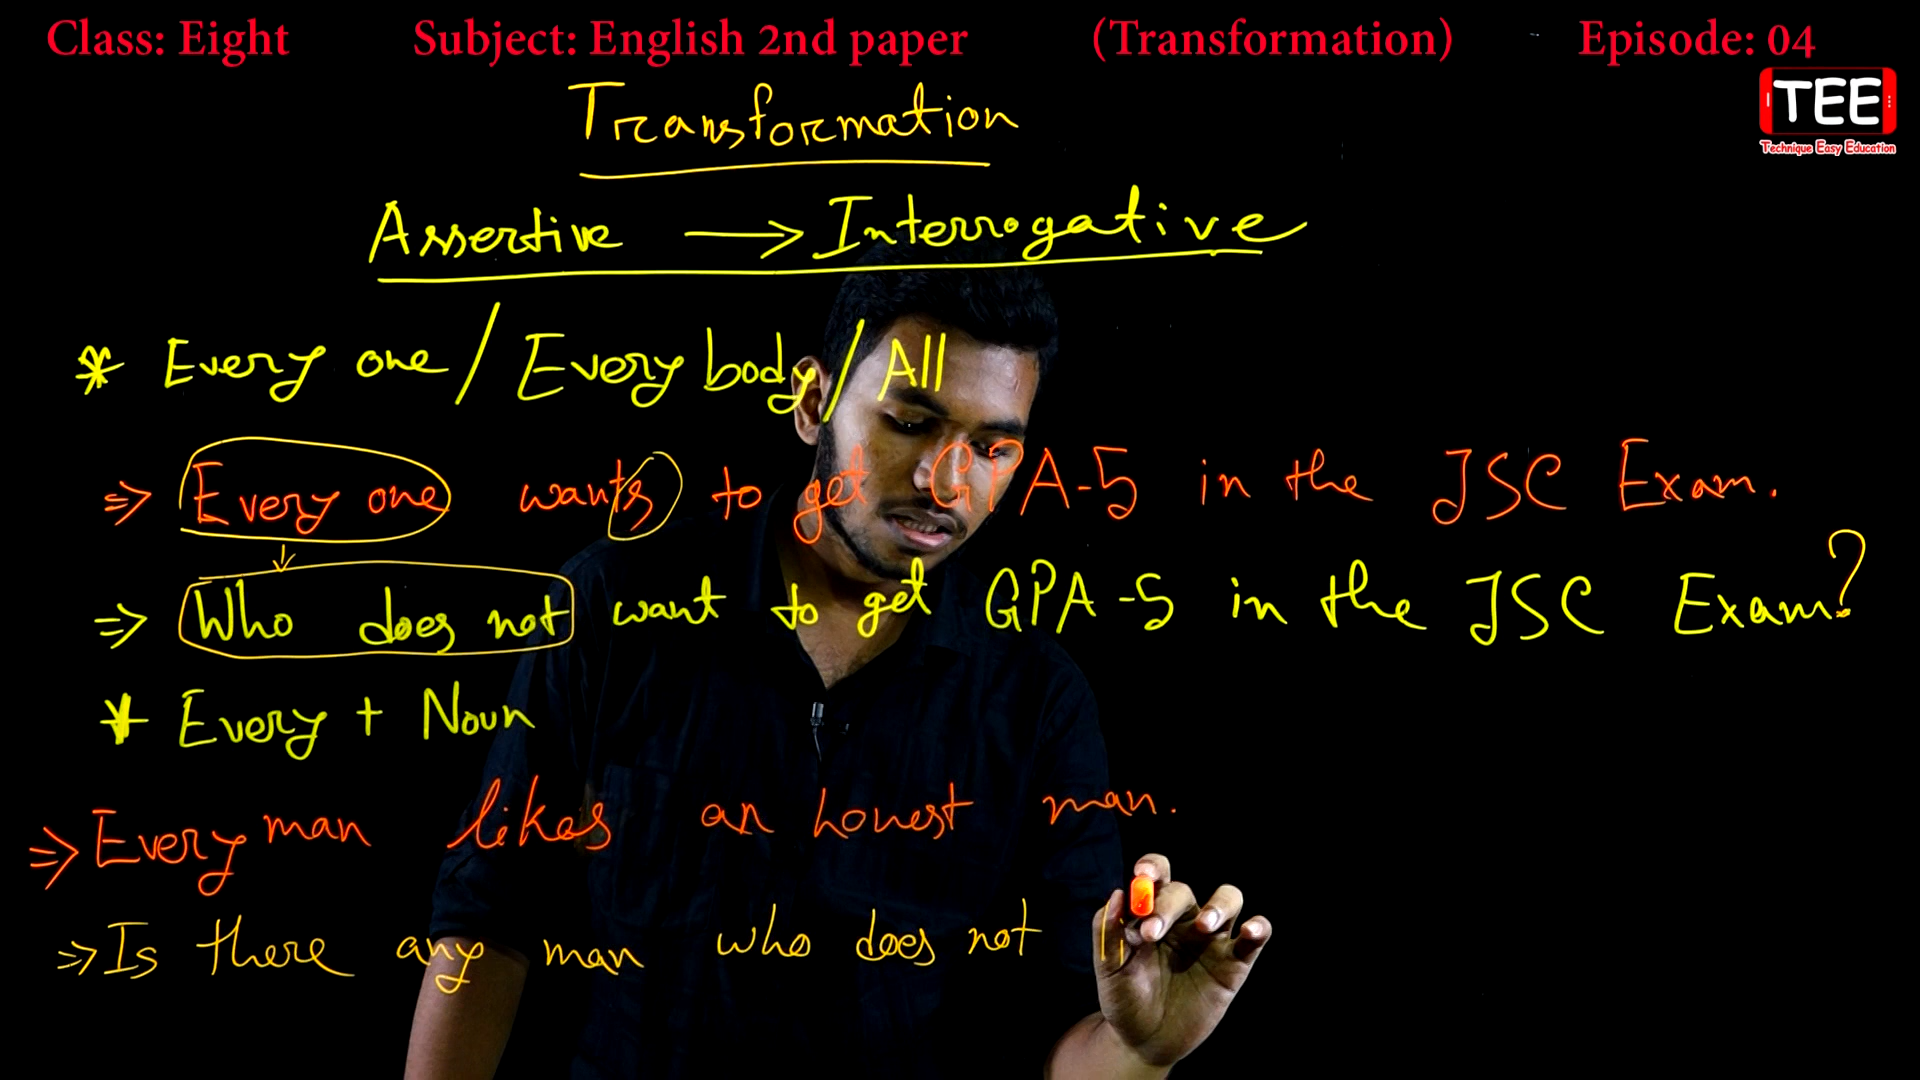 Class: Eight Subject: English 2nd paper (Transformation) Episode: 04
TEE
Technique Easy Education
Transformation
Assertive → Interrogative
* Every one / Every body / All
⇒ Every one wants to get GPA-5 in the JSC Exam.
⇒ Who does not want to get GPA-5 in the JSC Exam?
* Every + Noun
⇒ Every man likes an honest man.
⇒ Is there any man who does not li